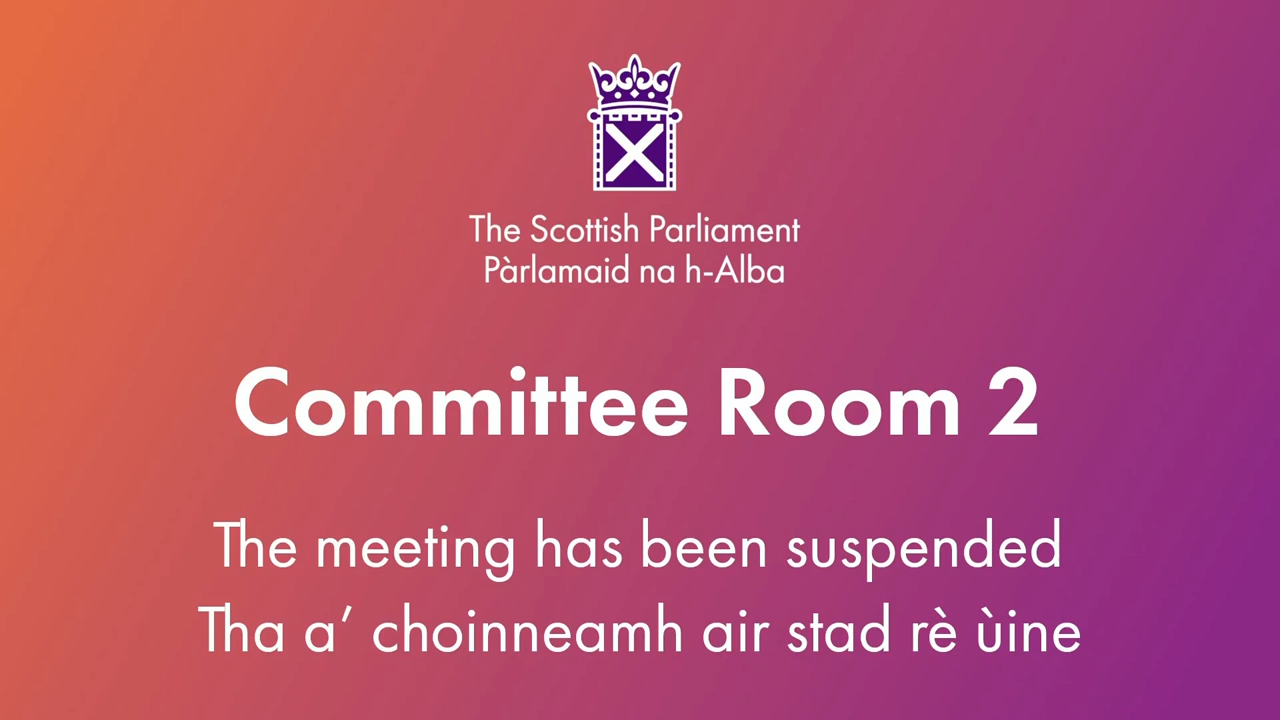 The Scottish Parliament
Pàrlamaid na h-Alba
Committee Room 2
The meeting has been suspended
Tha a’ choinneamh air stad rè ùine